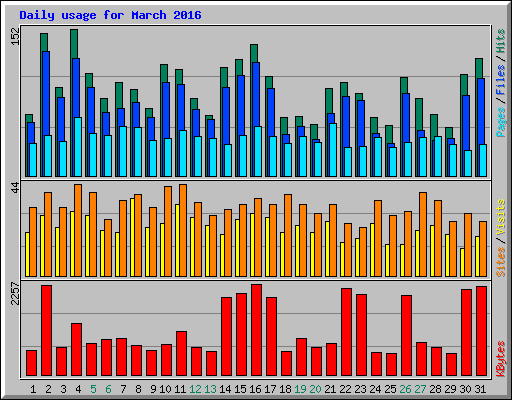 Daily usage for March 2016
152
Pages / Files / Hits
44
Sites / Visits
2257
KBytes
1 2 3 4 5 6 7 8 9 10 11 12 13 14 15 16 17 18 19 20 21 22 23 24 25 26 27 28 29 30 31